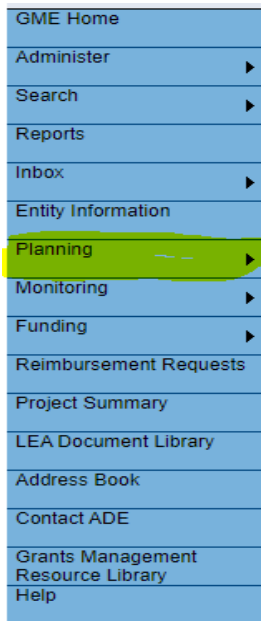 GME Home
Administer
Search
Reports
Inbox
Entity Information
Planning
Monitoring
Funding
Reimbursement Requests
Project Summary
LEA Document Library
Address Book
Contact ADE
Grants Management
Resource Library
Help